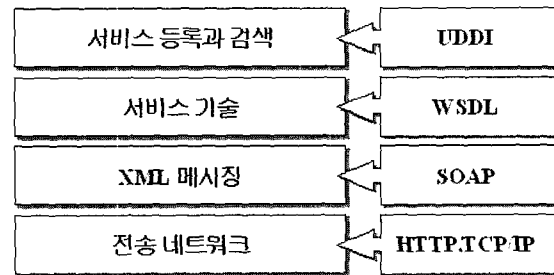 서비스 등록과 검색
UDDI
서비스 기술
WSDL
XML 메시징
SOAP
전송 네트워크
HTTP,TCP/IP